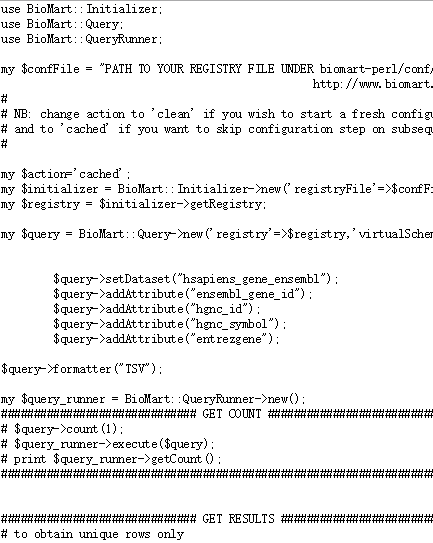 use BioMart::Initializer;
use BioMart::Query;
use BioMart::QueryRunner;
my $confFile = "PATH TO YOUR REGISTRY FILE UNDER biomart-perl/conf/
http://www.biomart.
#
# NB: change action to 'clean' if you wish to start a fresh configu
# and to 'cached' if you want to skip configuration step on subsequ
#
my $action='cached';
my $initializer = BioMart::Initializer->new('registryFile'=>$confFi
my $registry = $initializer->getRegistry;
my $query = BioMart::Query->new('registry'=>$registry,'virtualSchem
$query->setDataset("hsapiens_gene_ensembl");
$query->addAttribute("ensembl_gene_id");
$query->addAttribute("hgnc_id");
$query->addAttribute("hgnc_symbol");
$query->addAttribute("entrezgene");
$query->formatter("TSV");
my $query_runner = BioMart::QueryRunner->new();
############################## GET COUNT ##########################
# $query->count(1);
# $query_runner->execute($query);
# print $query_runner->getCount();
###################################################################
############################## GET RESULTS ########################
# to obtain unique rows only